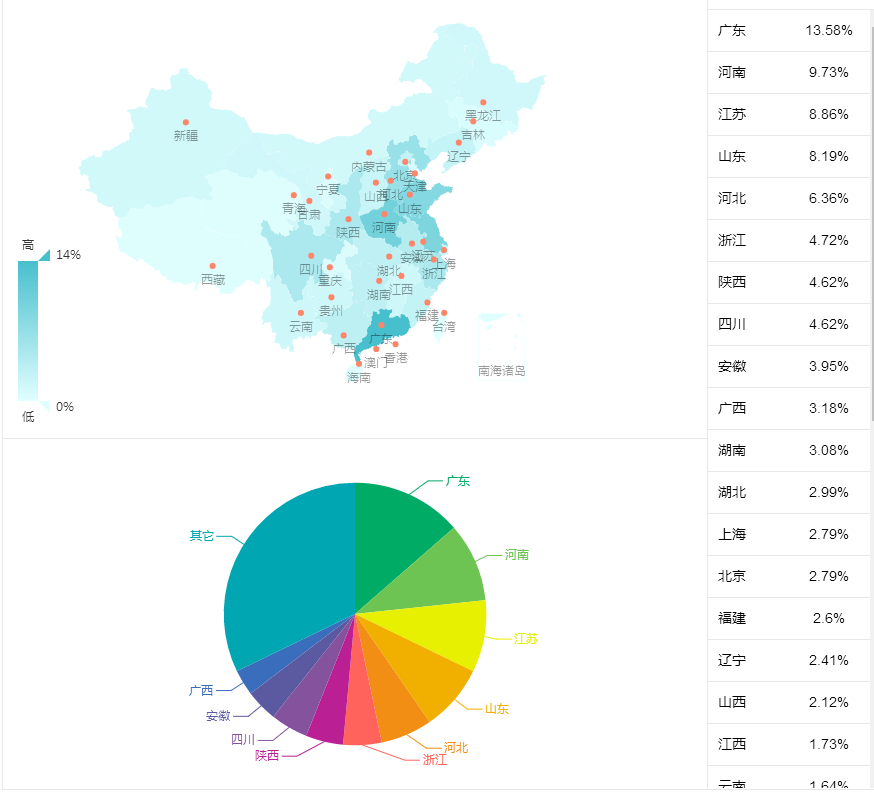 黑龙江
吉林
新疆
辽宁
内蒙古
北京
天津
宁夏
山西
河北
青海
甘肃
山东
陕西
河南
高
14%
四川
重庆
湖北
安徽
江苏
上海
浙江
西藏
湖南
江西
贵州
云南
福建
台湾
广西
广东
澳门
香港
海南
南海诸岛
0%
低
广东
河南
江苏
山东
河北
浙江
陕西
四川
安徽
广西
其它
广东 13.58%
河南 9.73%
江苏 8.86%
山东 8.19%
河北 6.36%
浙江 4.72%
陕西 4.62%
四川 4.62%
安徽 3.95%
广西 3.18%
湖南 3.08%
湖北 2.99%
上海 2.79%
北京 2.79%
福建 2.6%
辽宁 2.41%
山西 2.12%
江西 1.73%
云南 1.64%